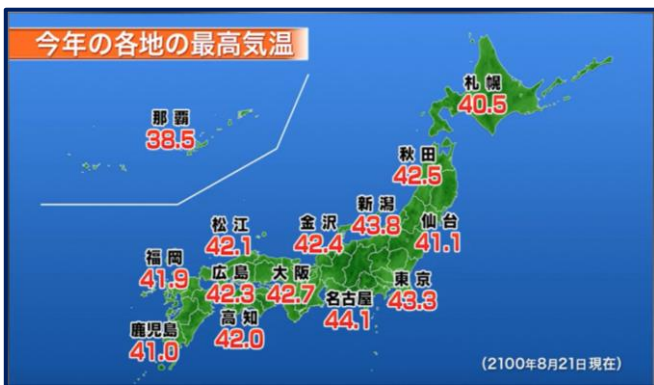 今年の各地の最高気温
札幌
40.5
那覇
38.5
秋田
42.5
新潟
43.8
仙台
41.1
金沢
42.4
松江
42.1
福岡
41.9
広島
42.3
大阪
42.7
東京
43.3
名古屋
44.1
高知
42.0
鹿児島
41.0
(2100年8月21日現在)